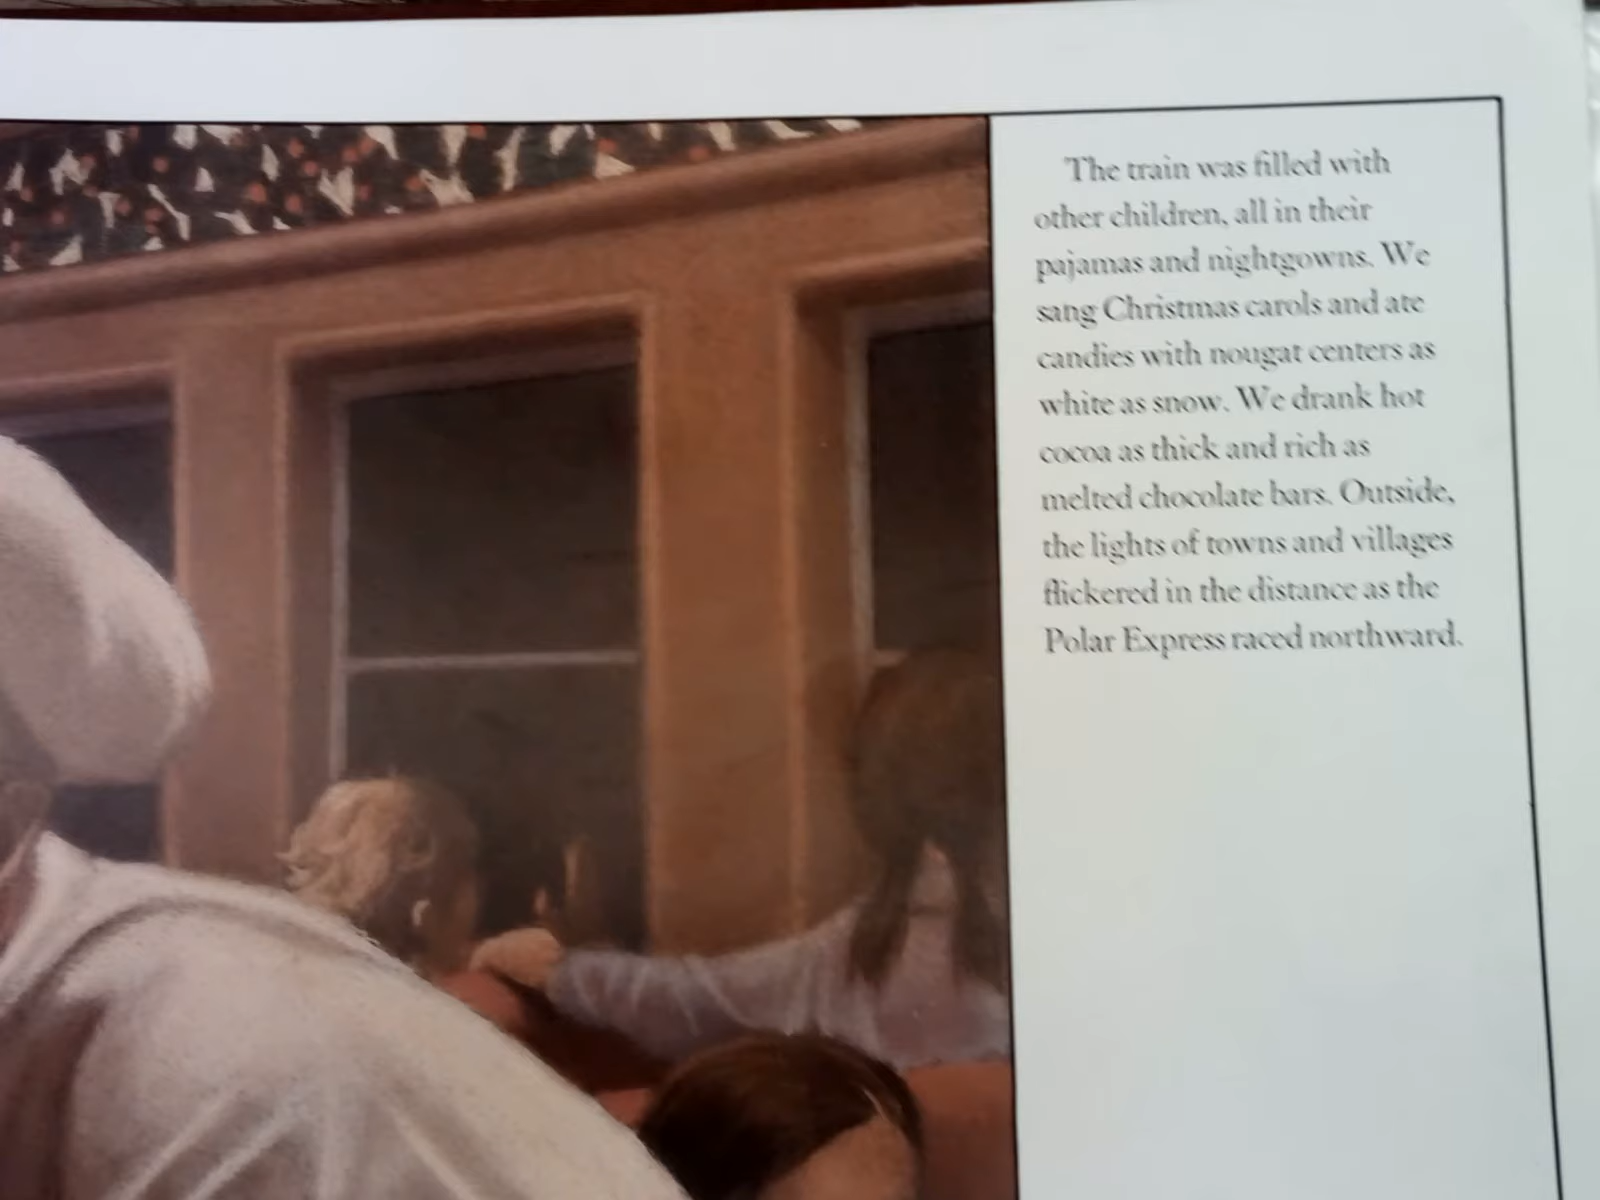 The train was filled with
other children, all in their
pajamas and nightgowns. We
sang Christmas carols and ate
candies with nougat centers as
white as snow. We drank hot
cocoa as thick and rich as
melted chocolate bars. Outside,
the lights of towns and villages
flickered in the distance as the
Polar Express raced northward.